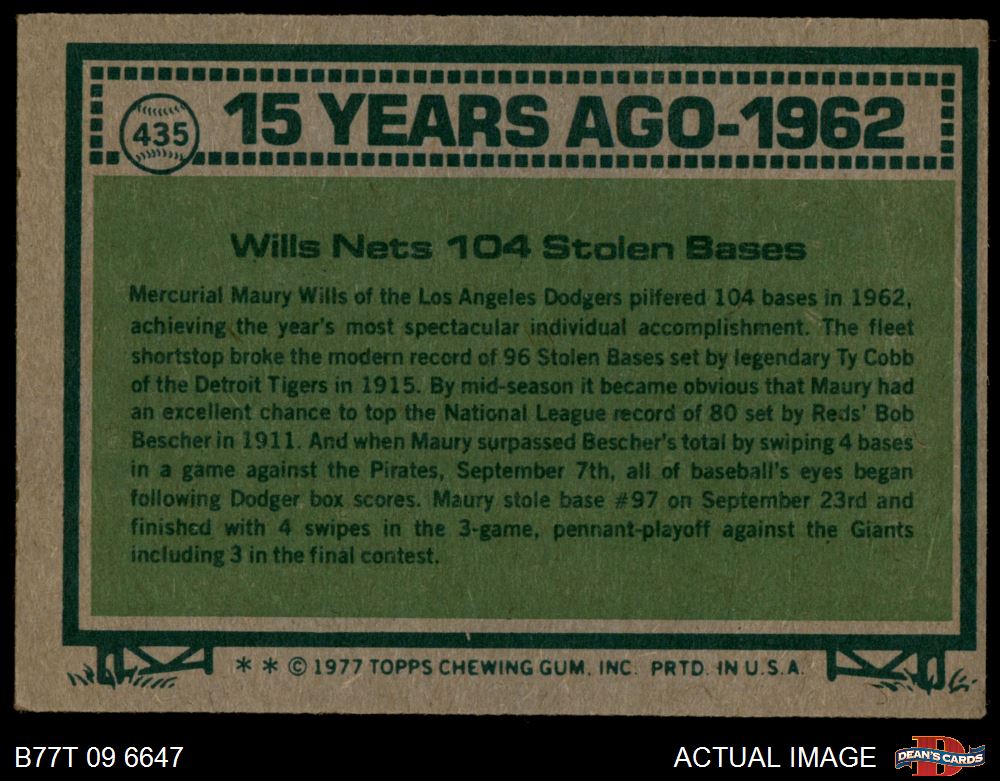 435
15 YEARS AGO-1962
Wills Nets 104 Stolen Bases
Mercurial Maury Wills of the Los Angeles Dodgers pilfered 104 bases in 1962,
achieving the year's most spectacular individual accomplishment. The fleet
shortstop broke the modern record of 96 Stolen Bases set by legendary Ty Cobb
of the Detroit Tigers in 1915. By mid-season it became obvious that Maury had
an excellent chance to top the National League record of 80 set by Reds' Bob
Bescher in 1911. And when Maury surpassed Bescher's total by swiping 4 bases
in a game against the Pirates, September 7th, all of baseball's eyes began
following Dodger box scores. Maury stole base #97 on September 23rd and
finished with 4 swipes in the 3-game, pennant-playoff against the Giants
including 3 in the final contest.
* * © 1977 TOPPS CHEWING GUM, INC. PRTD. IN U.S.A.
B77T 09 6647
ACTUAL IMAGE
D
DEAN'S CARDS